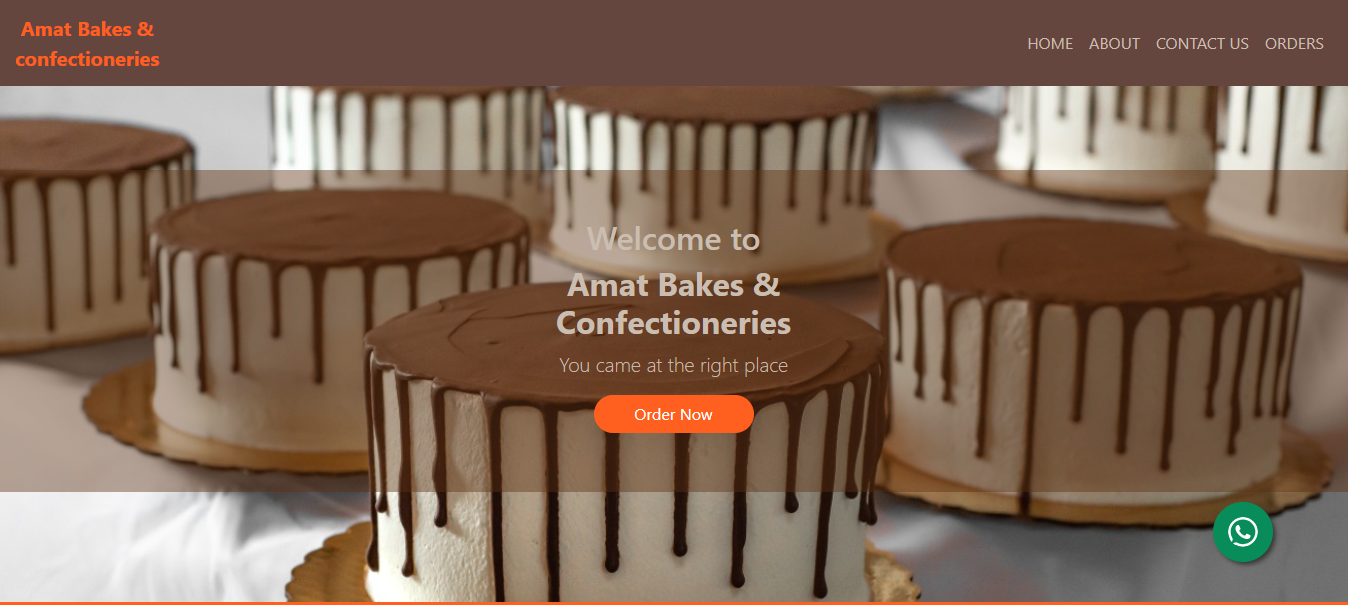 Amat Bakes &
confectioneries
HOME ABOUT CONTACT US ORDERS
Welcome to
Amat Bakes &
Confectioneries
You came at the right place
Order Now